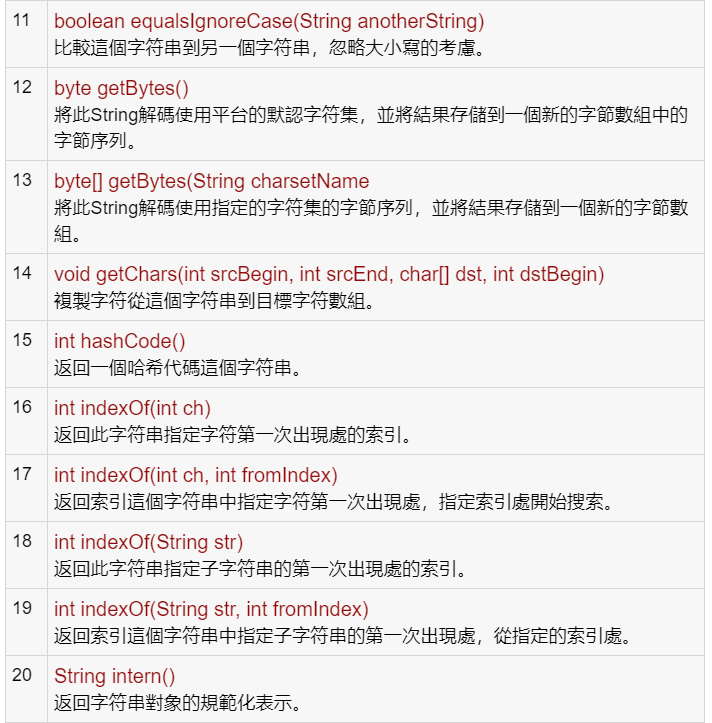 11 boolean equalsIgnoreCase(String anotherString)
比較這個字符串到另一個字符串，忽略大小寫的考慮。
12 byte getBytes()
將此String解碼使用平台的默認字符集，並將結果存儲到一個新的字節數組中的
字節序列。
13 byte[] getBytes(String charsetName
將此String解碼使用指定的字符集的字節序列，並將結果存儲到一個新的字節數
組。
14 void getChars(int srcBegin, int srcEnd, char[] dst, int dstBegin)
複製字符從這個字符串到目標字符數組。
15 int hashCode()
返回一個哈希代碼這個字符串。
16 int indexOf(int ch)
返回此字符串指定字符第一次出現處的索引。
17 int indexOf(int ch, int fromIndex)
返回索引這個字符串中指定字符第一次出現處，指定索引處開始搜索。
18 int indexOf(String str)
返回此字符串指定子字符串的第一次出現處的索引。
19 int indexOf(String str, int fromIndex)
返回索引這個字符串中指定子字符串的第一次出現處，從指定的索引處。
20 String intern()
返回字符串對象的規範化表示。